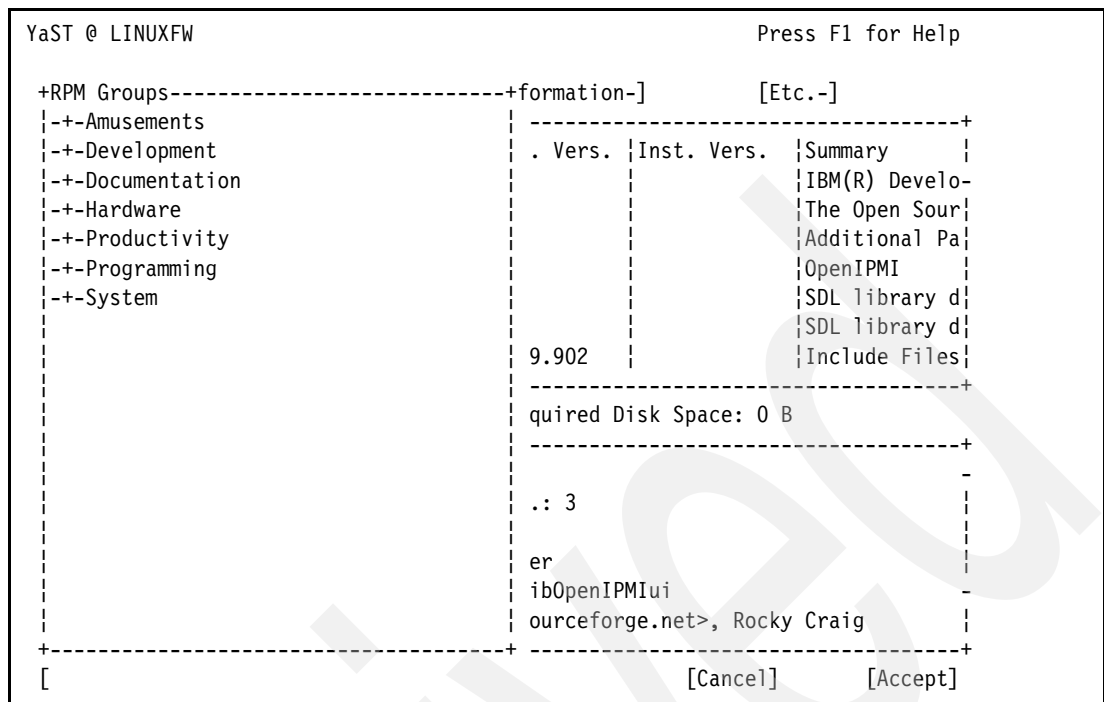 YaST @ LINUXFW Press F1 for Help
+RPM Groups----------------------------+formation-] [Etc.-]
¦-+-Amusements ¦ ------------------------------------+
¦-+-Development ¦ . Vers. ¦Inst. Vers. ¦Summary ¦
¦-+-Documentation ¦ ¦ ¦IBM(R) Develo-
¦-+-Hardware ¦ ¦ ¦The Open Sour¦
¦-+-Productivity ¦ ¦ ¦Additional Pa¦
¦-+-Programming ¦ ¦ ¦OpenIPMI ¦
¦-+-System ¦ ¦ ¦SDL library d¦
¦ ¦ ¦ ¦SDL library d¦
¦ ¦ 9.902 ¦ ¦Include Files¦
¦ ¦ ------------------------------------+
¦ ¦ quired Disk Space: 0 B
¦ ¦ ------------------------------------+
¦ ¦ -
¦ ¦ .: 3 ¦
¦ ¦ ¦
¦ ¦ er ¦
¦ ¦ ibOpenIPMIui -
¦ ¦ ourceforge.net>, Rocky Craig ¦
+--------------------------------------+ ------------------------------------+
[ [Cancel] [Accept]